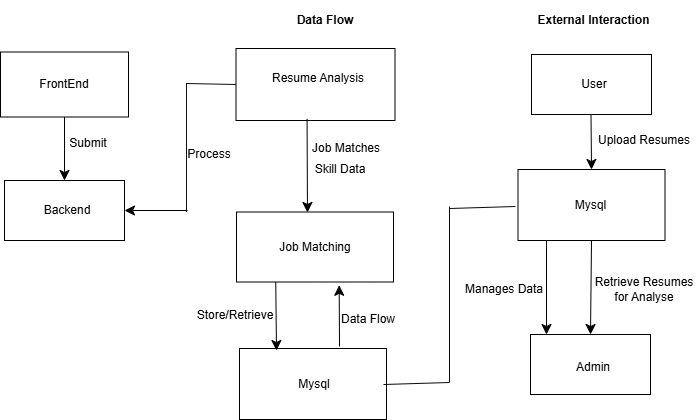 Data Flow
External Interaction
FrontEnd
Resume Analysis
User
Submit
Process
Job Matches
Skill Data
Upload Resumes
Backend
Mysql
Job Matching
Manages Data
Retrieve Resumes
for Analyse
Store/Retrieve
Data Flow
Mysql
Admin